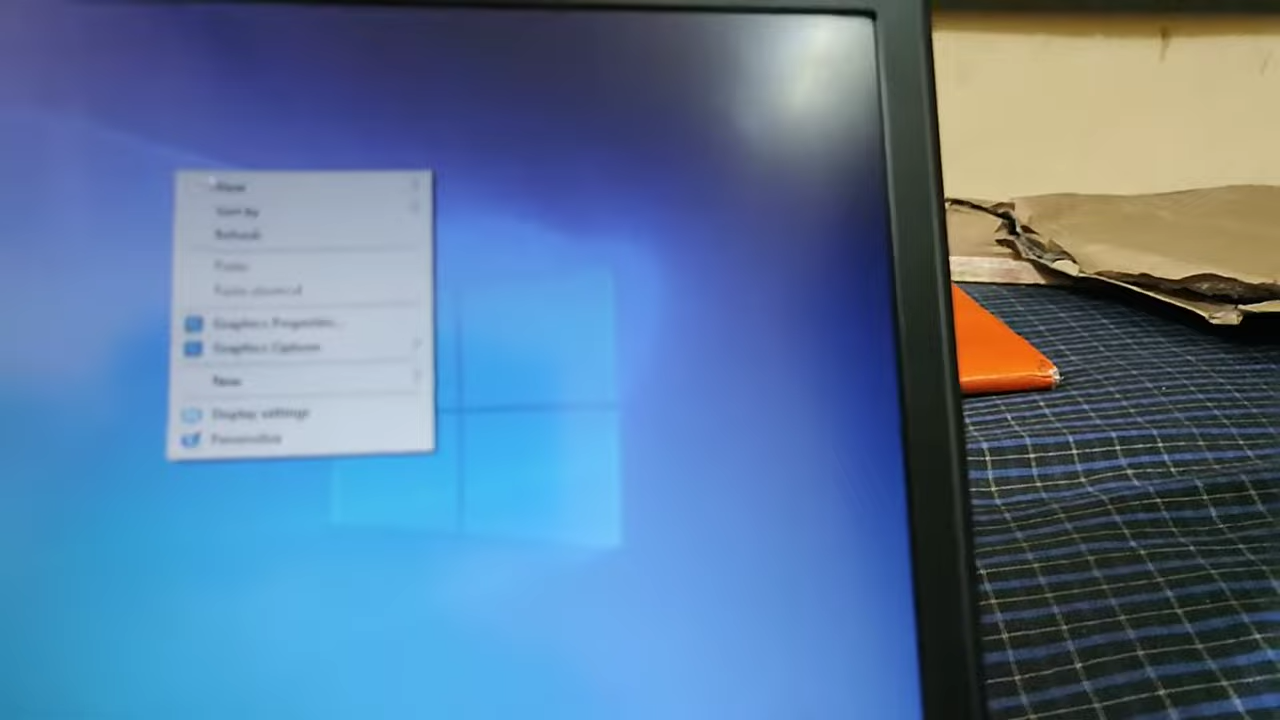 View
Sort by
Refresh
Paste
Paste shortcut
Graphics Properties...
Graphics Options
New
Display settings
Personalize